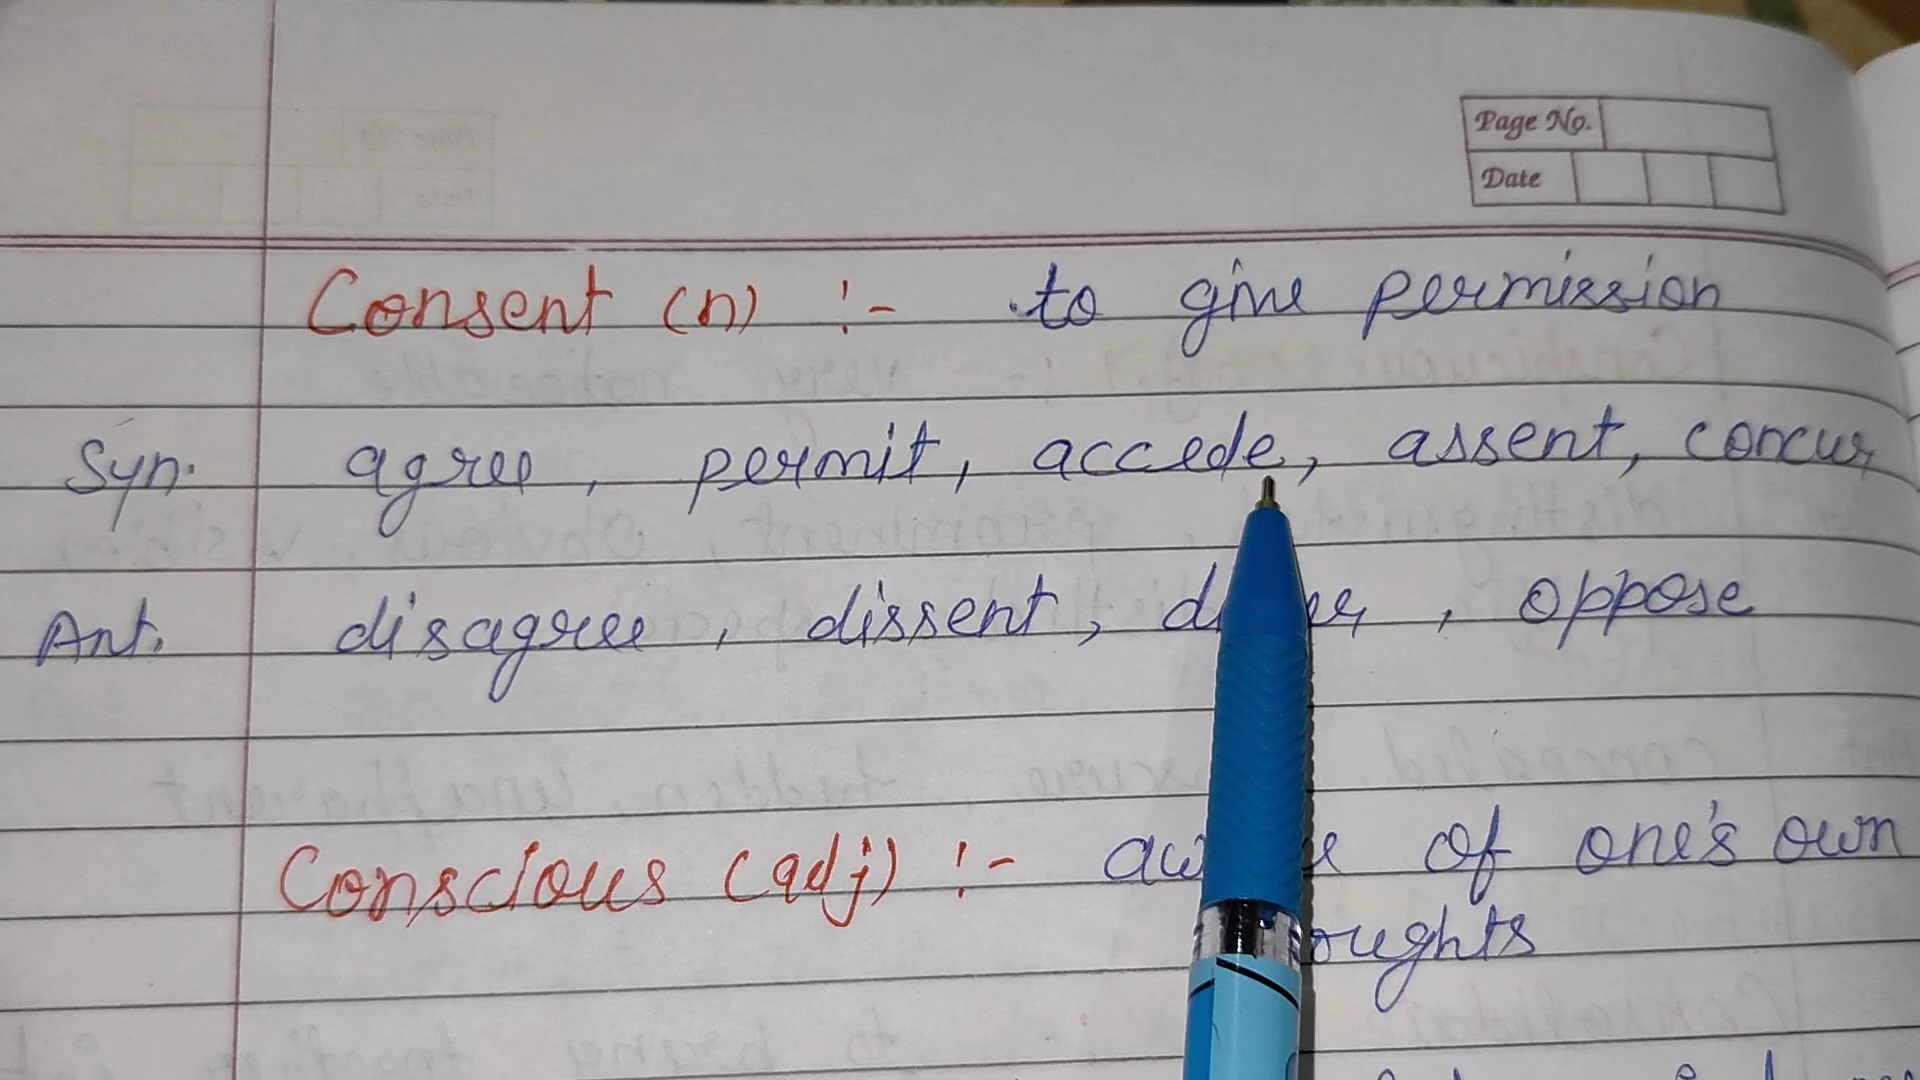 Page No.
Date
Consent (n) :- to give permission
Syn. agree, permit, accede, assent, concur
Ant. disagree, dissent, oppose
Conscious (adj) :- of one's own